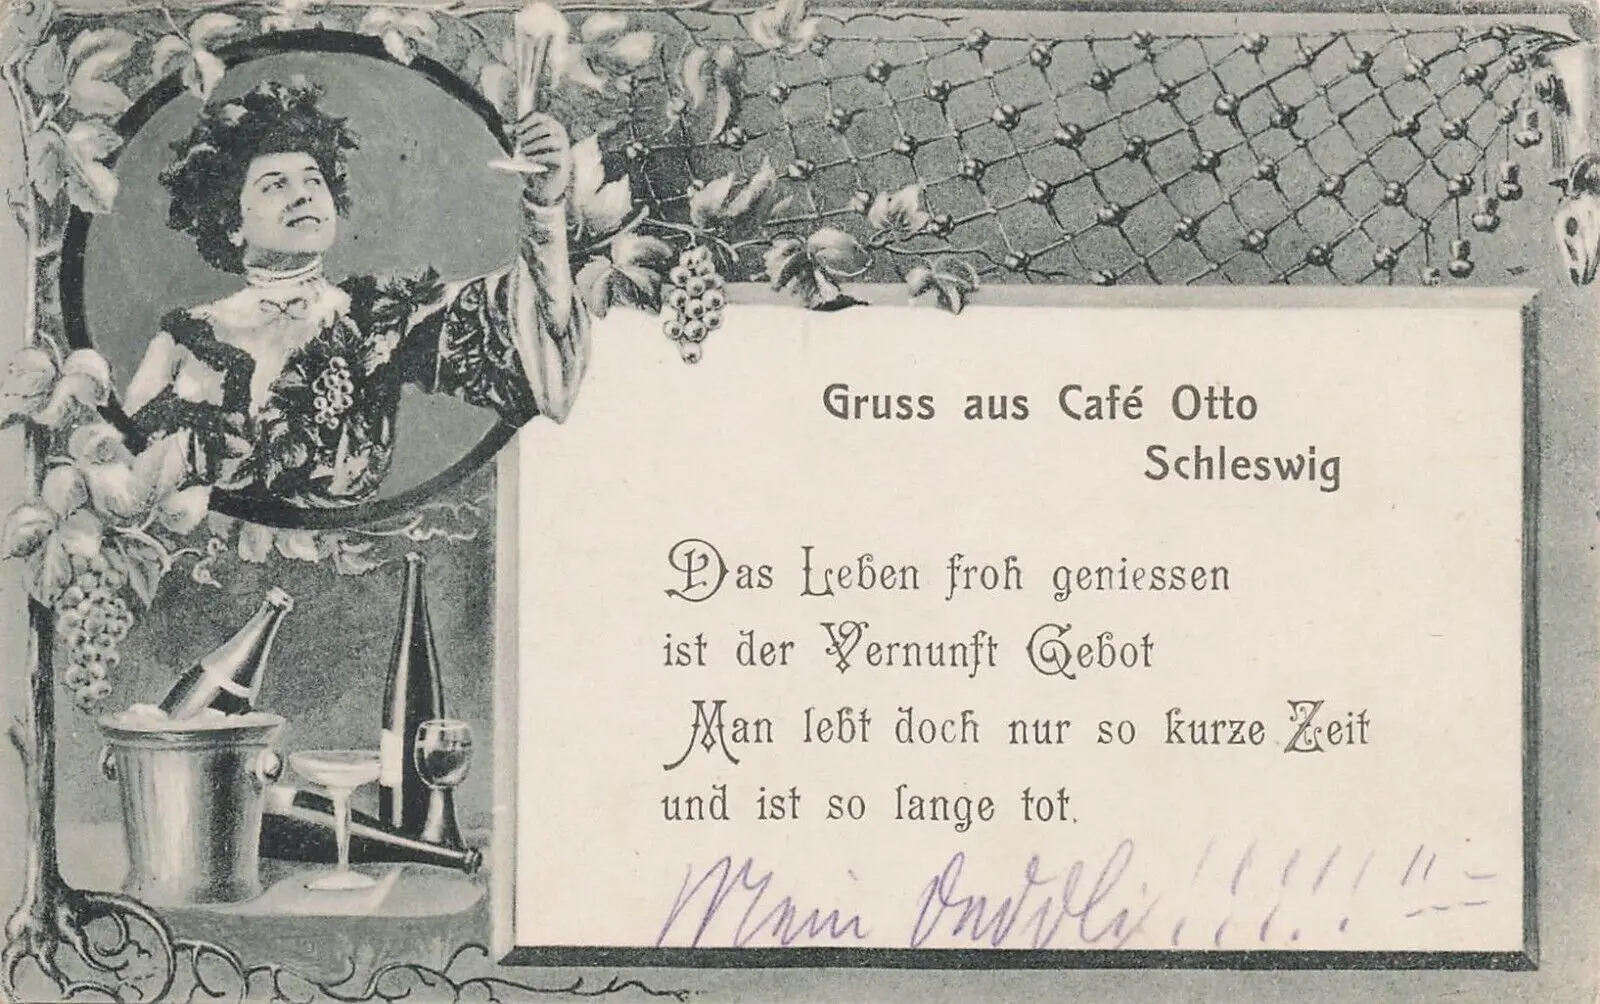 Gruss aus Café Otto
Schleswig
Das Leben froh geniessen
ist der Vernunft Gebot
Man lebt doch nur so kurze Zeit
und ist so lange tot.
Mein